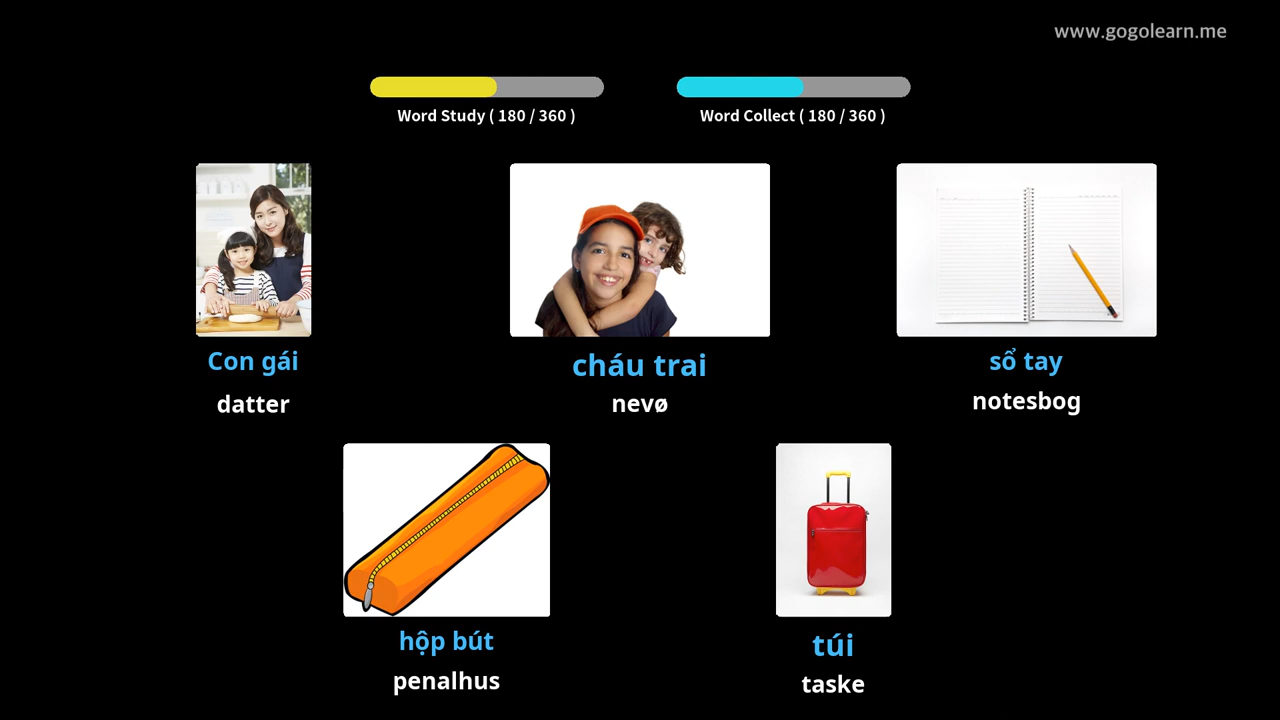 www.gogolearn.me
Word Study ( 180 / 360 )
Word Collect ( 180 / 360 )
Con gái
datter
cháu trai
nevø
sổ tay
notesbog
hộp bút
penalhus
túi
taske